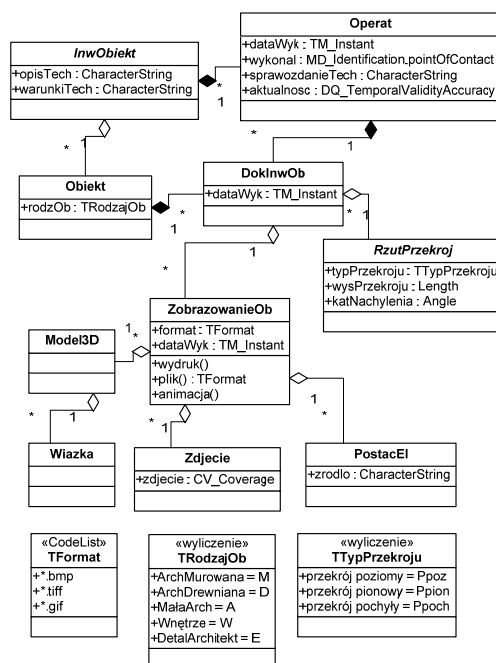 InwObiekt
+opisTech : CharacterString
+warunkiTech : CharacterString
Operat
+dataWyk : TM_Instant
+wykonal : MD_Identification.pointOfContact
+sprawozdanieTech : CharacterString
+aktualnosc : DQ_TemporalValidityAccuracy
*
1
*
1
*
1
Obiekt
+rodzOb : TRodzajOb
*
1
DokInwOb
+dataWyk : TM_Instant
*
1
*
1
RzutPrzekroj
+typPrzekroju : TTypPrzekroju
+wysPrzekroju : Length
+katNachylenia : Angle
ZobrazowanieOb
+format : TFormat
+dataWyk : TM_Instant
+wydruk()
+plik() : TFormat
+animacja()
1
*
Model3D
*
1
*
1
*
1
Wiazka
Zdjecie
+zdjecie : CV_Coverage
PostacEl
+zrodlo : CharacterString
«CodeList»
TFormat
+*.bmp
+*.tiff
+*.gif
«wyliczenie»
TRodzajOb
+ArchMurowana = M
+ArchDrewniana = D
+MałaArch = A
+Wnętrze = W
+DetalArchitekt = E
«wyliczenie»
TTypPrzekroju
+przekrój poziomy = Ppoz
+przekrój pionowy = Ppion
+przekrój pochyły = Ppoch